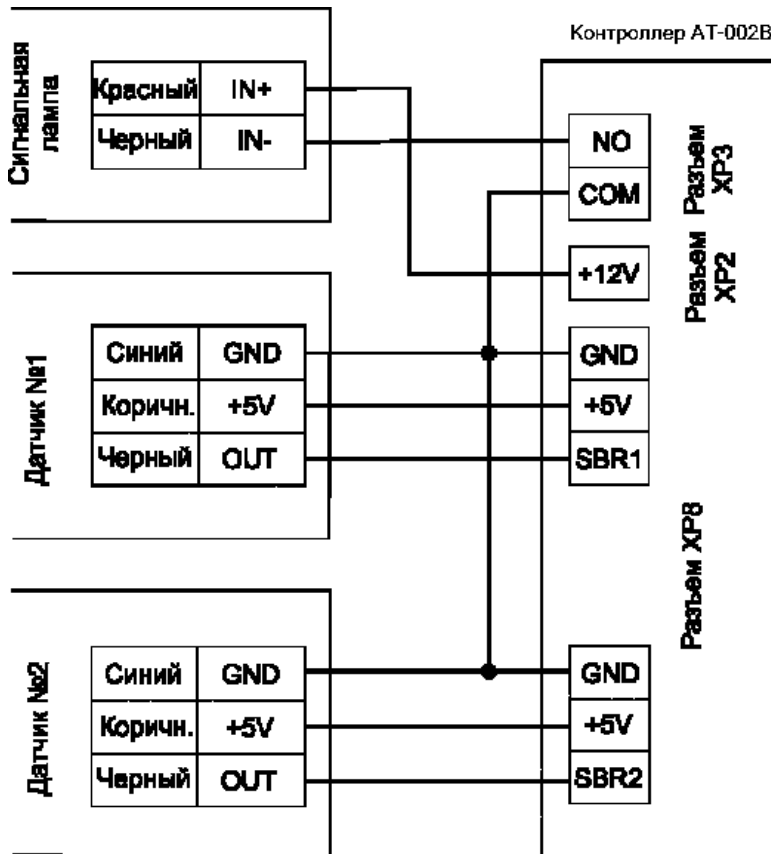 Контроллер АТ-002В
Сигнальная
лампа
Красный IN+
Черный IN-
NO
COM
Разъем
XP3
+12V
Разъем
XP2
Датчик №1
Синий GND
Коричн. +5V
Черный OUT
GND
+5V
SBR1
Разъем XP8
Датчик №2
Синий GND
Коричн. +5V
Черный OUT
GND
+5V
SBR2